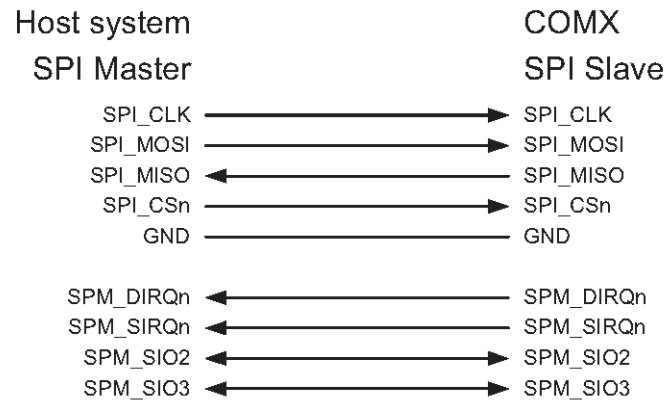 Host system COMX
SPI Master SPI Slave
SPI_CLK SPI_CLK
SPI_MOSI SPI_MOSI
SPI_MISO SPI_MISO
SPI_CSn SPI_CSn
GND GND
SPM_DIRQn SPM_DIRQn
SPM_SIRQn SPM_SIRQn
SPM_SIO2 SPM_SIO2
SPM_SIO3 SPM_SIO3